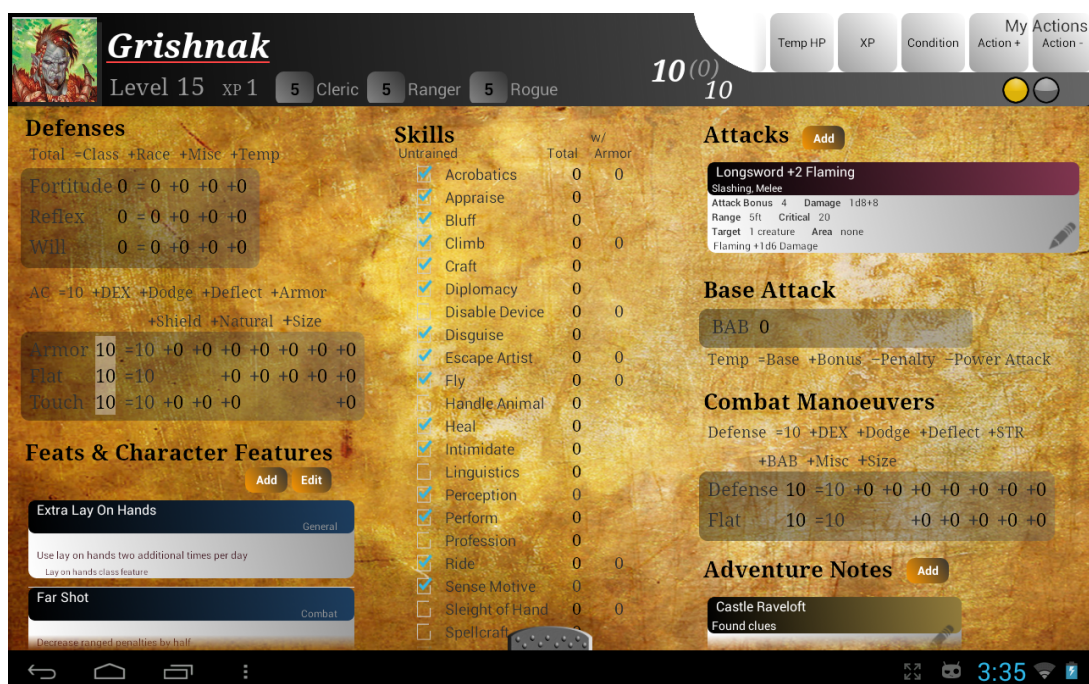 Grishnak
Level 15 XP 1 5 Cleric 5 Ranger 5 Rogue
10 (0)
10
My Actions
Temp HP XP Condition Action + Action -
Defenses
Total =Class +Race +Misc +Temp
Fortitude 0 = 0 +0 +0 +0
Reflex 0 = 0 +0 +0 +0
Will 0 = 0 +0 +0 +0
AC =10 +DEX +Dodge +Deflect +Armor
+Shield +Natural +Size
Armor 10 =10 +0 +0 +0 +0 +0 +0 +0
Flat 10 =10 +0 +0 +0 +0 +0
Touch 10 =10 +0 +0 +0 +0
Feats & Character Features
Add Edit
Extra Lay On Hands
General
Use lay on hands two additional times per day
Lay on hands class feature
Far Shot
Combat
Decrease ranged penalties by half
Skills
Untrained Total w/ Armor
Acrobatics 0 0
Appraise 0
Bluff 0
Climb 0 0
Craft 0
Diplomacy 0
Disable Device 0 0
Disguise 0
Escape Artist 0 0
Fly 0 0
Handle Animal 0
Heal 0
Intimidate 0
Linguistics 0
Perception 0
Perform 0
Profession 0
Ride 0 0
Sense Motive 0
Sleight of Hand 0 0
Spellcraft
Attacks Add
Longsword +2 Flaming
Slashing, Melee
Attack Bonus 4 Damage 1d8+8
Range 5ft Critical 20
Target 1 creature Area none
Flaming +1d6 Damage
Base Attack
BAB 0
Temp =Base +Bonus −Penalty −Power Attack
Combat Manoeuvers
Defense =10 +DEX +Dodge +Deflect +STR
+BAB +Misc +Size
Defense 10 =10 +0 +0 +0 +0 +0 +0 +0
Flat 10 =10 +0 +0 +0 +0 +0
Adventure Notes Add
Castle Raveloft
Found clues
3:35